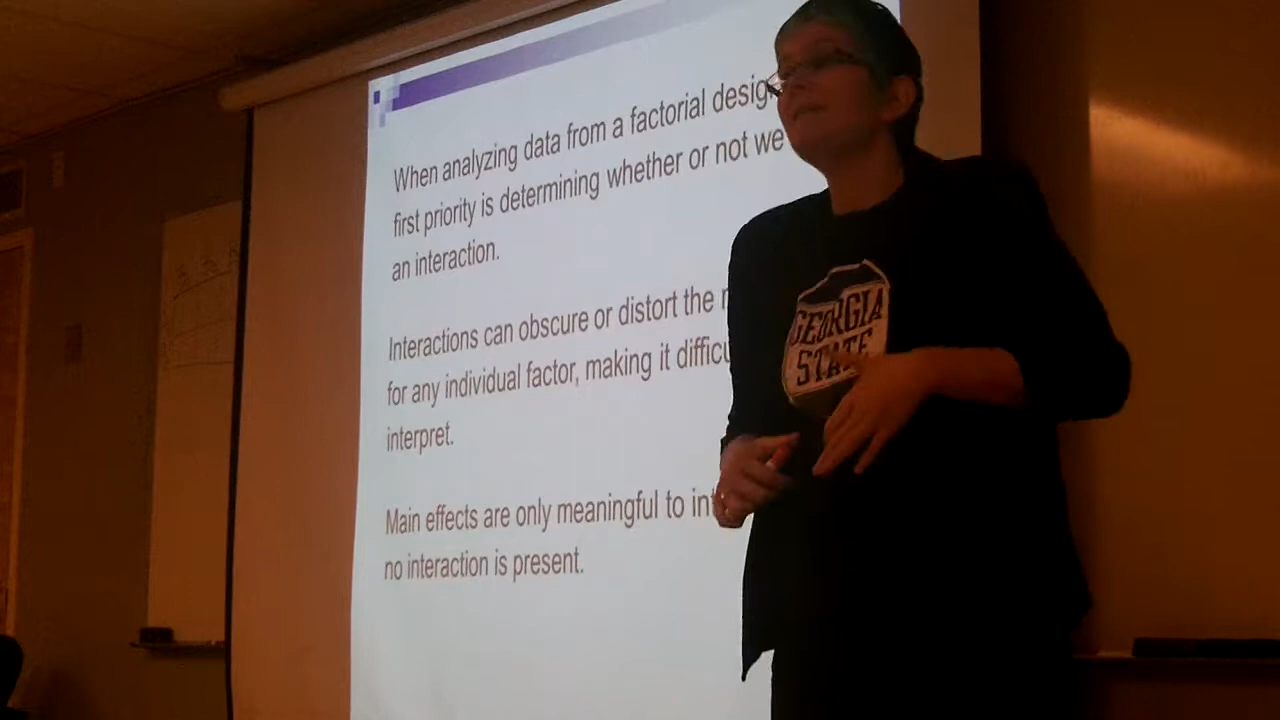 When analyzing data from a factorial desig
first priority is determining whether or not we
an interaction.
Interactions can obscure or distort the
for any individual factor, making it
interpret.
Main effects are only meaningful to
no interaction is present.
GEORGIA
STATE